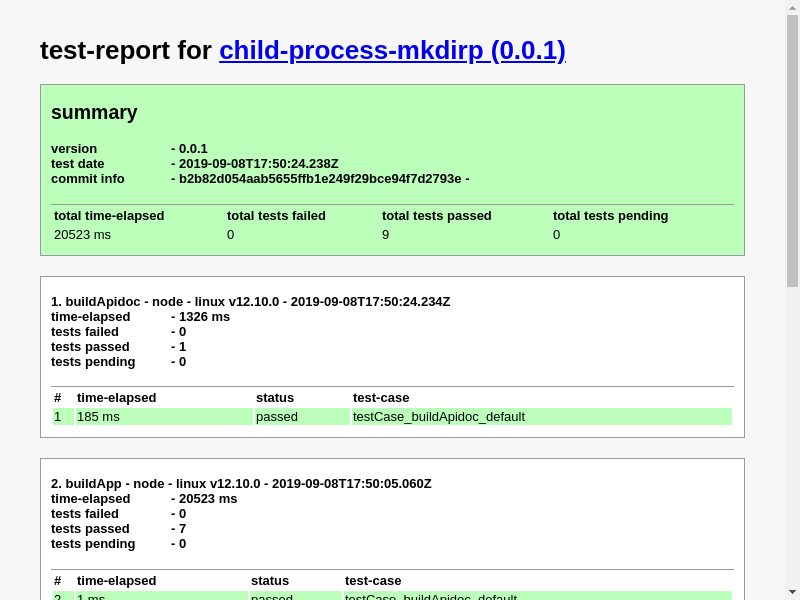 test-report for child-process-mkdirp (0.0.1)
summary
version - 0.0.1
test date - 2019-09-08T17:50:24.238Z
commit info - b2b82d054aab5655ffb1e249f29bce94f7d2793e -
total time-elapsed total tests failed total tests passed total tests pending
20523 ms 0 9 0
1. buildApidoc - node - linux v12.10.0 - 2019-09-08T17:50:24.234Z
time-elapsed - 1326 ms
tests failed - 0
tests passed - 1
tests pending - 0
# time-elapsed status test-case
1 185 ms passed testCase_buildApidoc_default
2. buildApp - node - linux v12.10.0 - 2019-09-08T17:50:05.060Z
time-elapsed - 20523 ms
tests failed - 0
tests passed - 7
tests pending - 0
# time-elapsed status test-case
2 1 ms passed testCase_buildApidoc_default